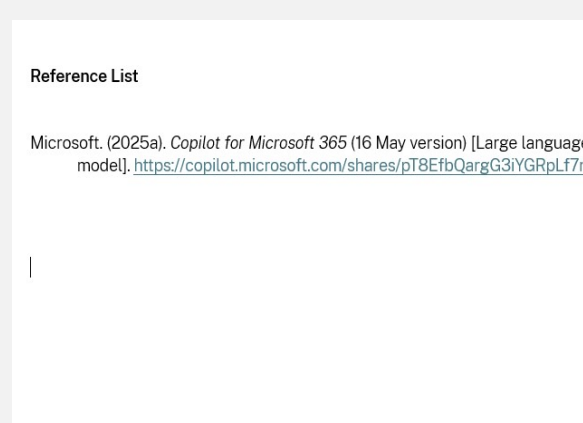 Reference List
Microsoft. (2025a). Copilot for Microsoft 365 (16 May version) [Large language
model]. https://copilot.microsoft.com/shares/pT8EfbQargG3iYGRpLf7